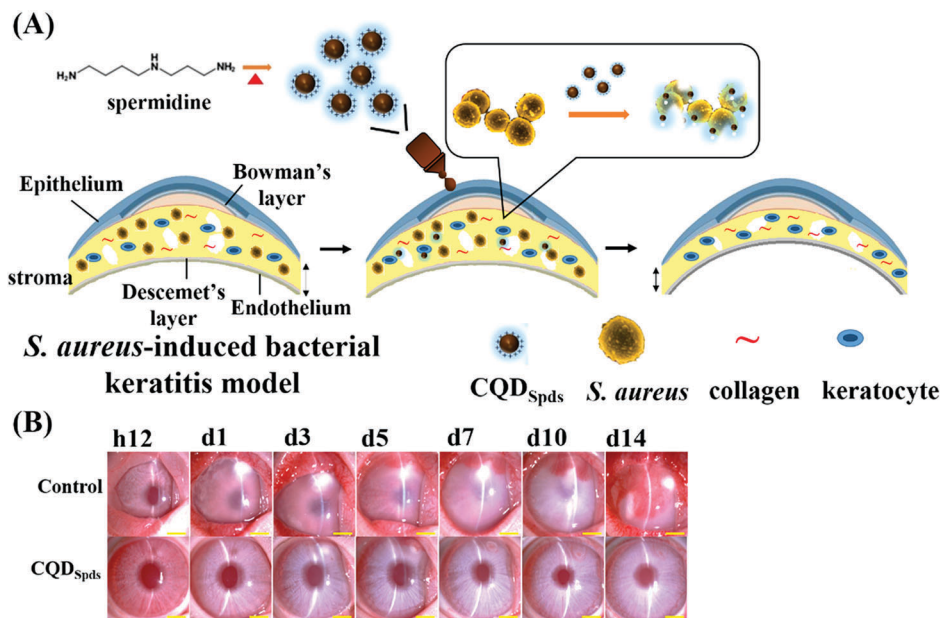 (A)
H₂N
H
N
NH₂
spermidine
Epithelium
Bowman's
layer
stroma
Descemet's
layer
Endothelium
S. aureus-induced bacterial
keratitis model
CQDSpds
S. aureus
collagen
keratocyte
(B)
h12 d1 d3 d5 d7 d10 d14
Control
CQDSpds